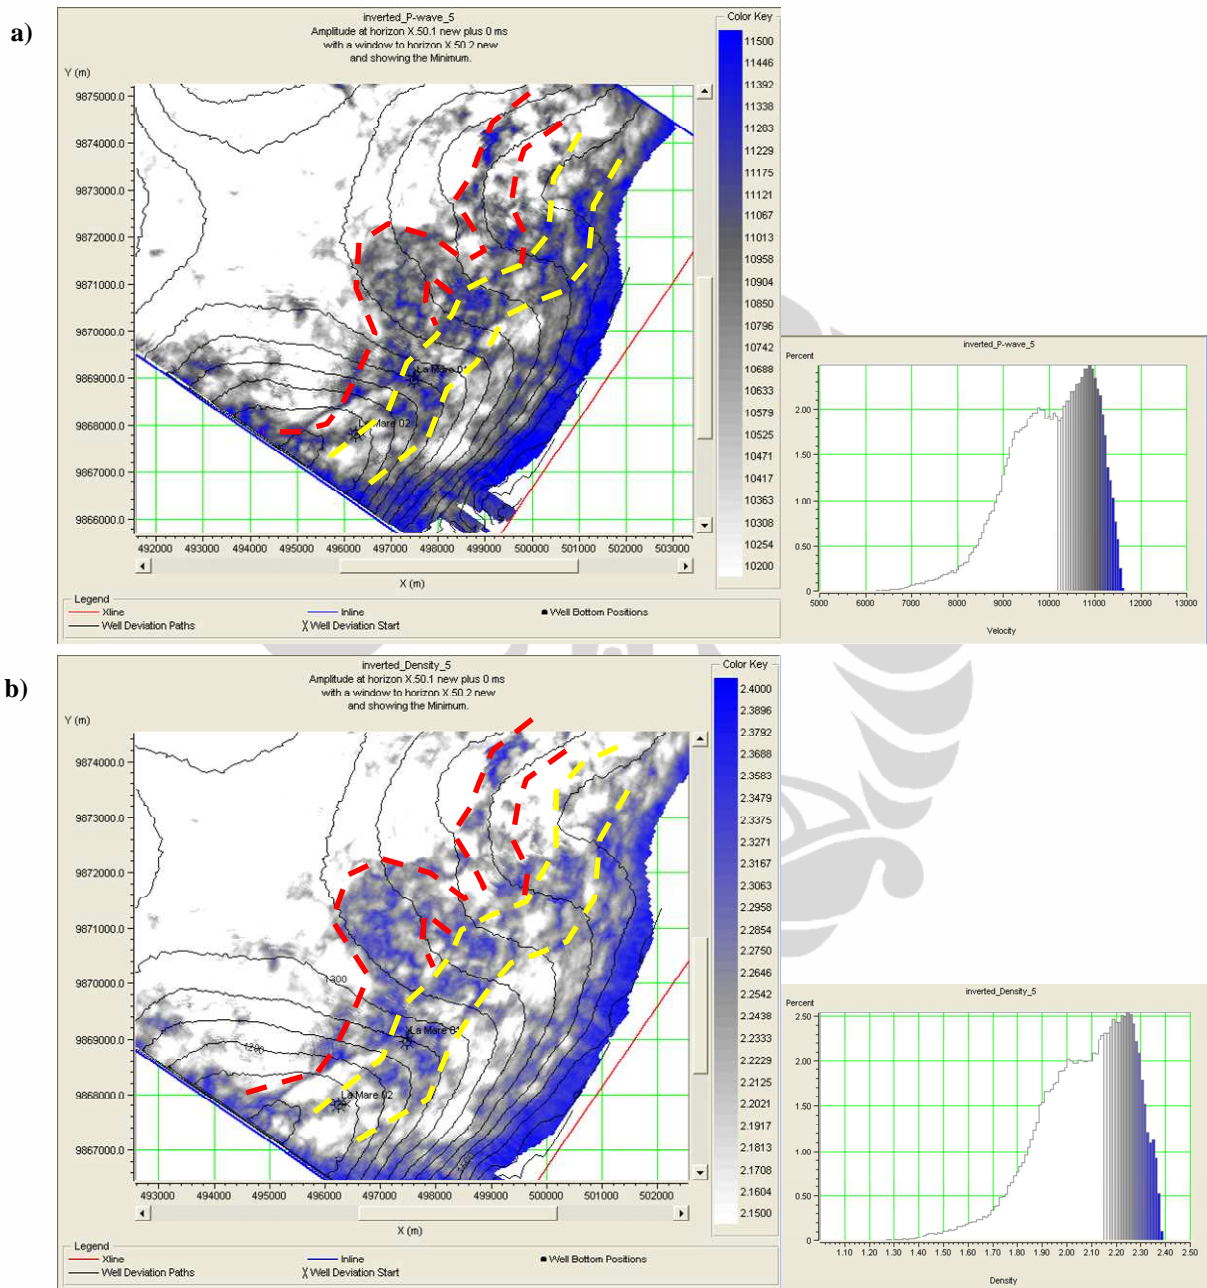 a)
inverted_P-wave_5
Amplitude at horizon X.50.1 new plus 0 ms
with a window to horizon X.50.2 new
and showing the Minimum.
Y (m)
9875000.0
9874000.0
9873000.0
9872000.0
9871000.0
9870000.0
9869000.0
9868000.0
9867000.0
9866000.0
La Mare 02
492000 493000 494000 495000 496000 497000 498000 499000 500000 501000 502000 503000
X (m)
Color Key
11500
11446
11392
11338
11283
11229
11175
11121
11067
11013
10958
10904
10850
10796
10742
10688
10633
10579
10525
10471
10417
10363
10308
10254
10200
Legend
Xline
Inline
Well Bottom Positions
Well Deviation Paths
Well Deviation Start
inverted_P-wave_5
Percent
2.00
1.50
1.00
0.50
0
5000 6000 7000 8000 9000 10000 11000 12000 13000
Velocity
b)
inverted_Density_5
Amplitude at horizon X.50.1 new plus 0 ms
with a window to horizon X.50.2 new
and showing the Minimum.
Y (m)
9874000.0
9873000.0
9872000.0
9871000.0
9870000.0
9869000.0
9868000.0
9867000.0
1300
1200
La Mare 02
493000 494000 495000 496000 497000 498000 499000 500000 501000 502000
X (m)
Color Key
2.4000
2.3896
2.3792
2.3688
2.3583
2.3479
2.3375
2.3271
2.3167
2.3063
2.2958
2.2854
2.2750
2.2646
2.2542
2.2438
2.2333
2.2229
2.2125
2.2021
2.1917
2.1813
2.1708
2.1604
2.1500
Legend
Xline
Inline
Well Bottom Positions
Well Deviation Paths
Well Deviation Start
inverted_Density_5
Percent
2.50
2.00
1.50
1.00
0.50
0
1.10 1.20 1.30 1.40 1.50 1.60 1.70 1.80 1.90 2.00 2.10 2.20 2.30 2.40 2.50
Density